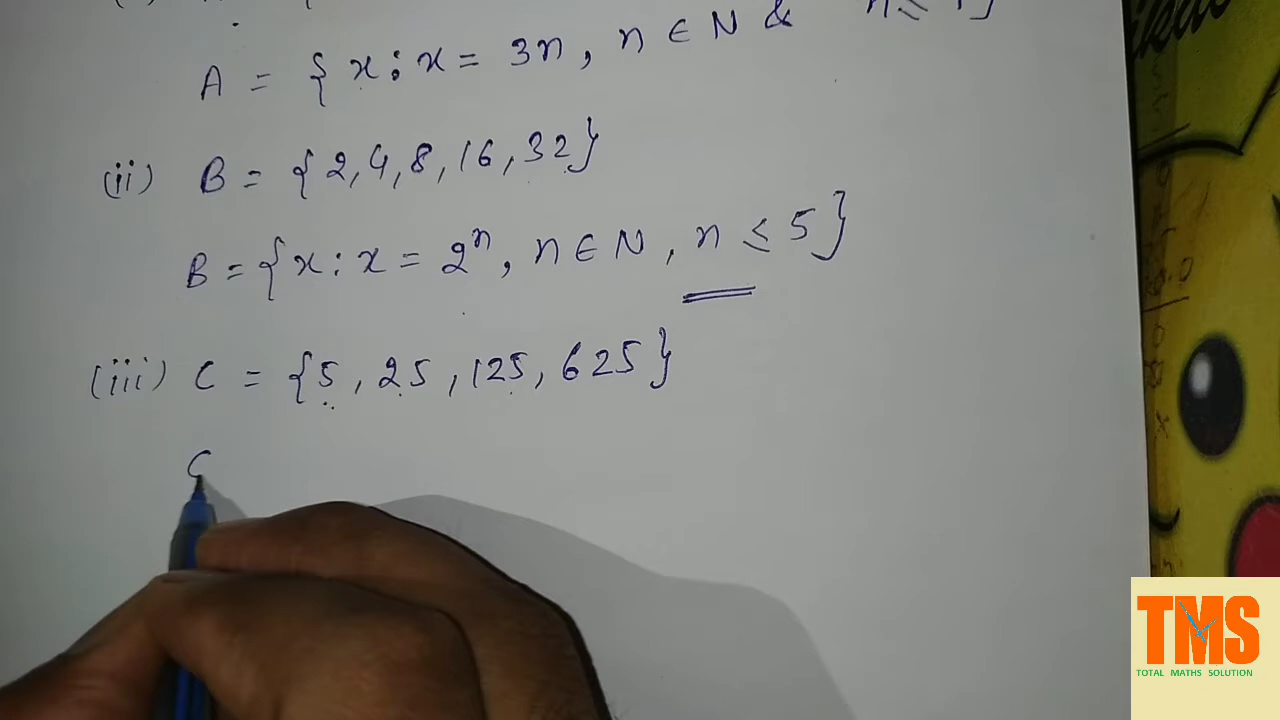 A = { x : x = 3n, n ∈ N & n ≤
(ii) B = {2, 4, 8, 16, 32}
B = {x : x = 2ⁿ, n ∈ N, n ≤ 5}
(iii) C = {5, 25, 125, 625}
C
TMS
TOTAL MATHS SOLUTION